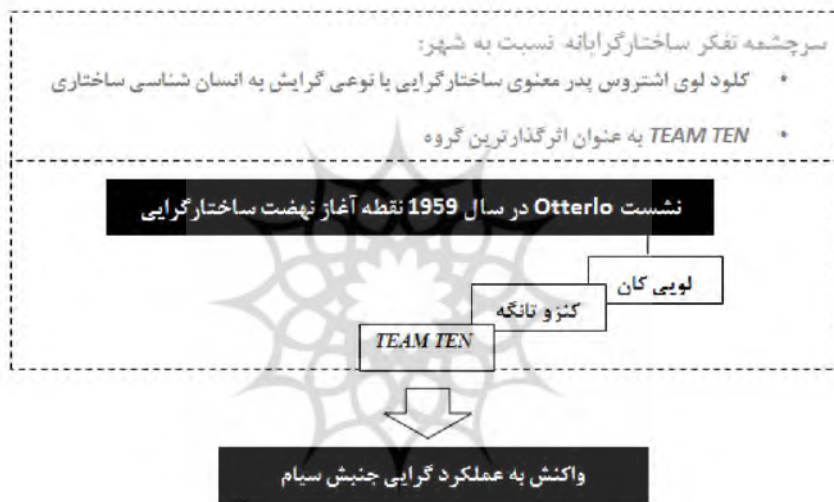 سرچشمه تفکر ساختارگرایانه نسبت به شهر:
• کلود لوی اشتروس پدر معنوی ساختارگرایی با نوعی گرایش به انسان شناسی ساختاری
• TEAM TEN به عنوان اثرگذارترین گروه
نشست Otterlo در سال 1959 نقطه آغاز نهضت ساختارگرایی
لویی کان
کنزو تانگه
TEAM TEN
واکنش به عملکرد گرایی جنبش سیام